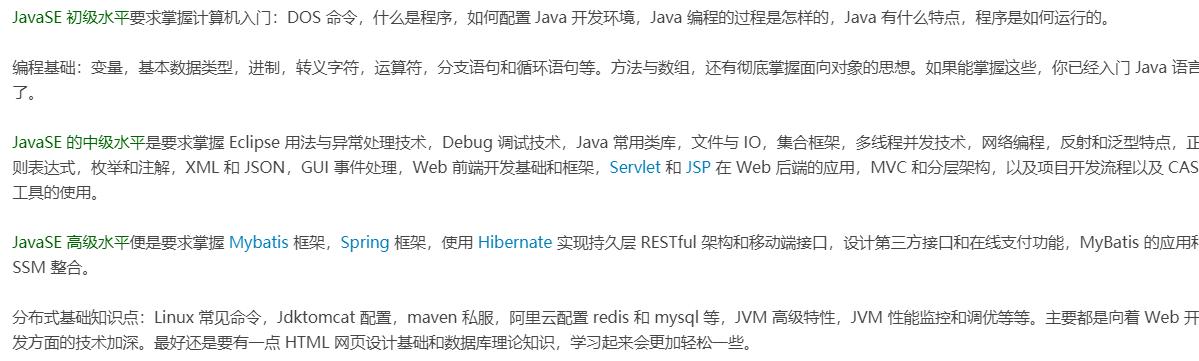 JavaSE 初级水平要求掌握计算机入门：DOS 命令，什么是程序，如何配置 Java 开发环境，Java 编程的过程是怎样的，Java 有什么特点，程序是如何运行的。
编程基础：变量，基本数据类型，进制，转义字符，运算符，分支语句和循环语句等。方法与数组，还有彻底掌握面向对象的思想。如果能掌握这些，你已经入门 Java 语言
了。
JavaSE 的中级水平是要求掌握 Eclipse 用法与异常处理技术，Debug 调试技术，Java 常用类库，文件与 IO，集合框架，多线程并发技术，网络编程，反射和泛型特点，正
则表达式，枚举和注解，XML 和 JSON，GUI 事件处理，Web 前端开发基础和框架，Servlet 和 JSP 在 Web 后端的应用，MVC 和分层架构，以及项目开发流程以及 CAS
工具的使用。
JavaSE 高级水平便是要求掌握 Mybatis 框架，Spring 框架，使用 Hibernate 实现持久层 RESTful 架构和移动端接口，设计第三方接口和在线支付功能，MyBatis 的应用和
SSM 整合。
分布式基础知识点：Linux 常见命令，Jdktomcat 配置，maven 私服，阿里云配置 redis 和 mysql 等，JVM 高级特性，JVM 性能监控和调优等等。主要都是向着 Web 开
发方面的技术加深。最好还是要有一点 HTML 网页设计基础和数据库理论知识，学习起来会更加轻松一些。